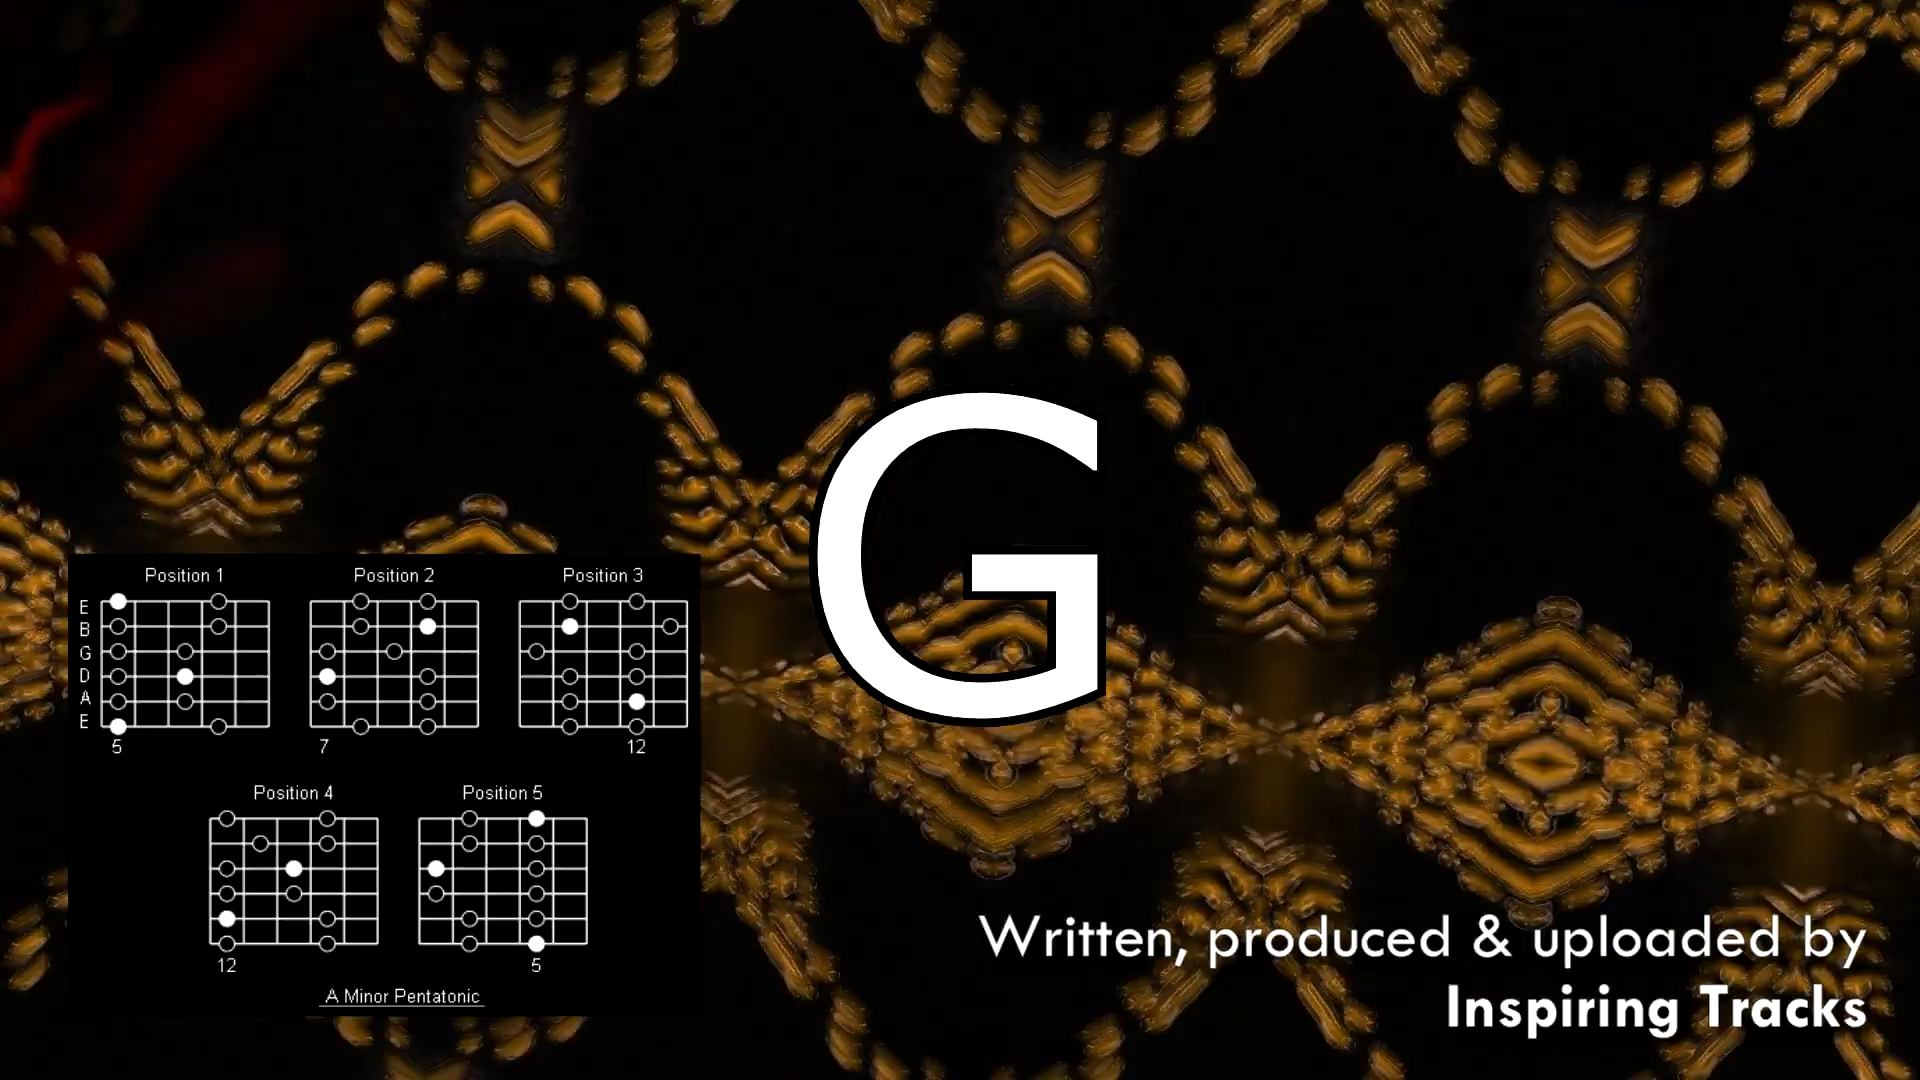 G
Position 1
Position 2
Position 3
E
B
G
D
A
E
5
7
12
Position 4
Position 5
12
5
A Minor Pentatonic
Written, produced & uploaded by
Inspiring Tracks